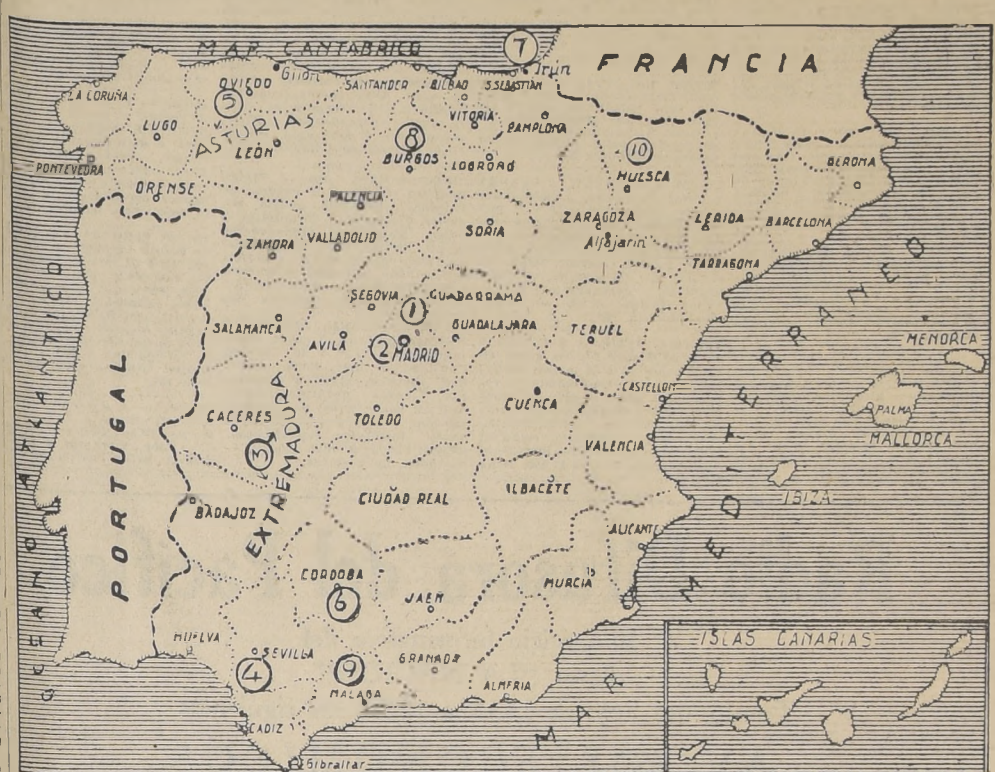 MAR CANTABRICO
7
FRANCIA
Gijón
Irún
OVIEDO
SANTANDER
BILBAO
S.SEBASTIAN
LA CORUÑA
5
VITORIA
PAMPLONA
LUGO
ASTURIAS
LEÓN
8
BURGOS
LOGROÑO
10
HUESCA
GERONA
PONTEVEDRA
ORENSE
PALENCIA
ZARAGOZA
Alfajarin
LERIDA
BARCELONA
ZAMORA
VALLADOLID
SORIA
TARRAGONA
SEGOVIA
GUADARRAMA
1
SALAMANCA
AVILA
2
MADRID
GUADALAJARA
TERUEL
MENORCA
CASTELLON
CACERES
TOLEDO
CUENCA
PALMA
MALLORCA
3
EXTREMADURA
VALENCIA
IBIZA
BADAJOZ
CIUDAD REAL
ALBACETE
ALICANTE
PORTUGAL
OCEANO ATLANTICO
MAR MEDITERRANEO
CORDOBA
6
JAEN
MURCIA
HUELVA
SEVILLA
4
9
MALAGA
GRANADA
ALMERIA
CADIZ
Gibraltar
ISLAS CANARIAS